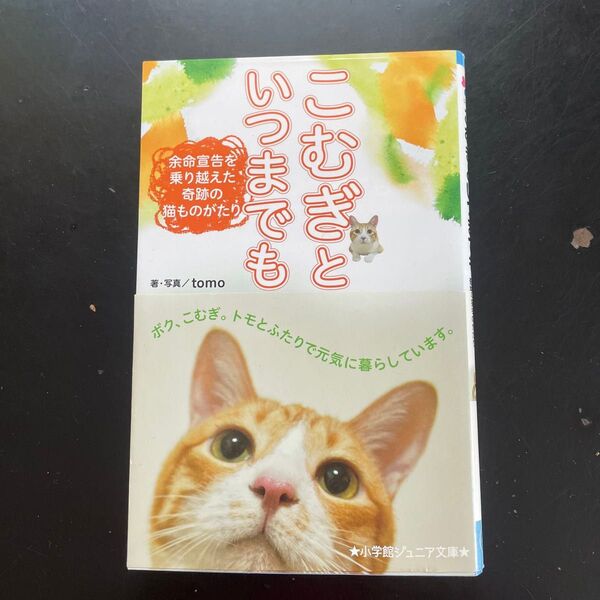 こむぎと
いつまでも
余命宣告を
乗り越えた
奇跡の
猫ものがたり
著・写真／tomo
ボク、こむぎ。トモとふたりで元気に暮らしています。
★小学館ジュニア文庫★